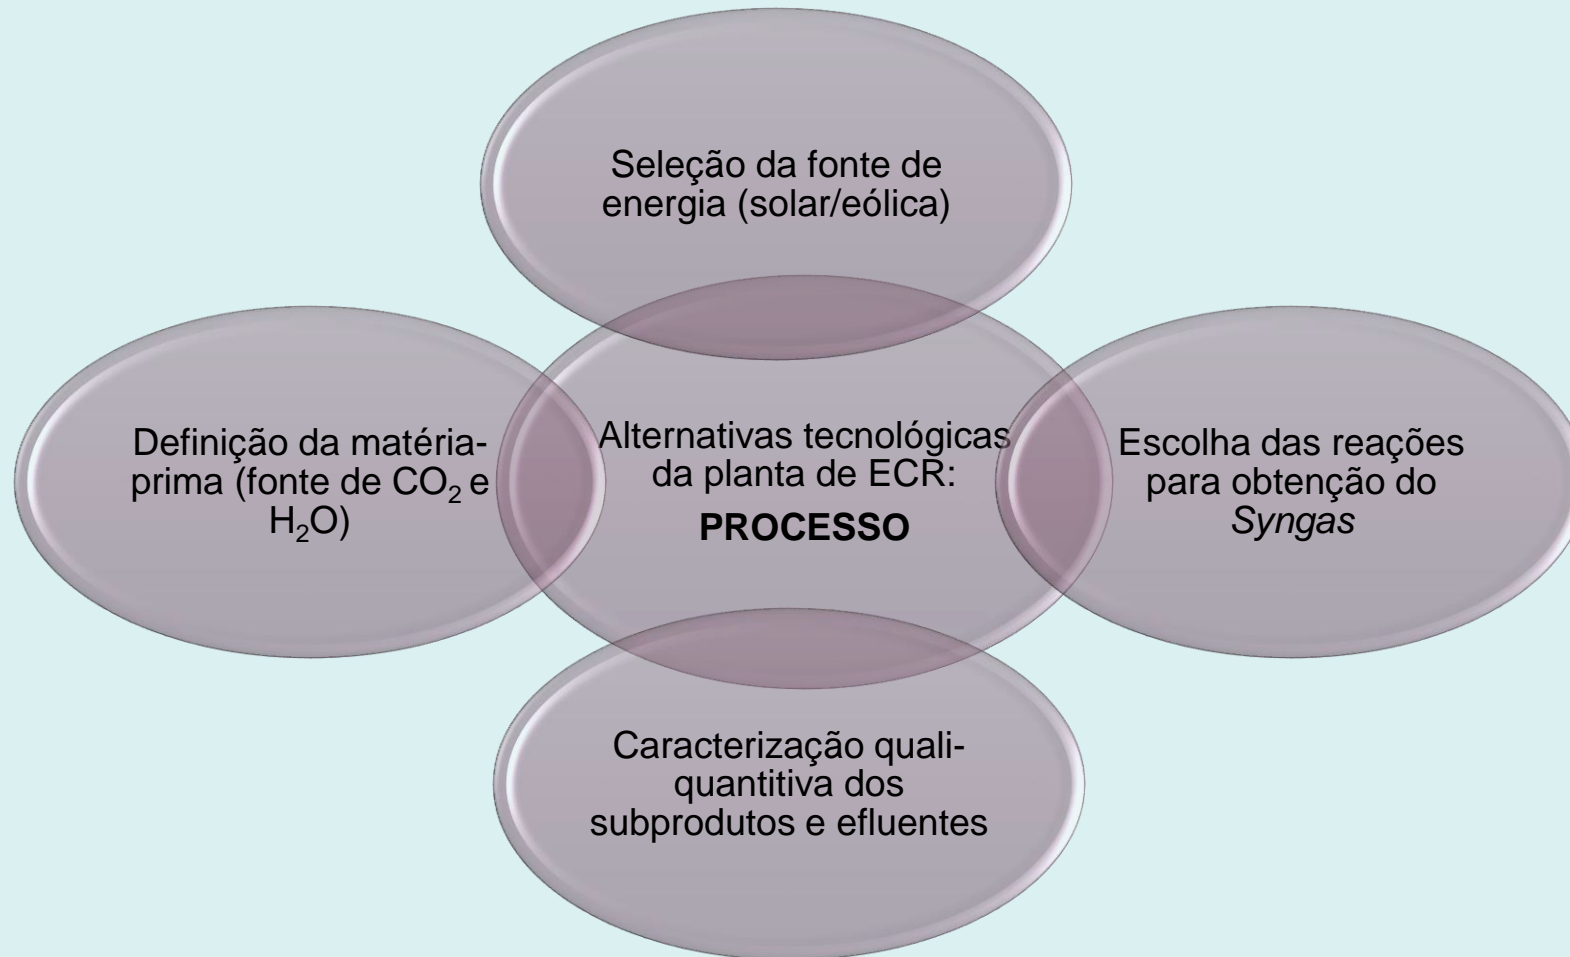 Seleção da fonte de
energia (solar/eólica)
Definição da matéria-
prima (fonte de CO₂ e
H₂O)
Alternativas tecnológicas
da planta de ECR:
PROCESSO
Escolha das reações
para obtenção do
Syngas
Caracterização quali-
quantitiva dos
subprodutos e efluentes